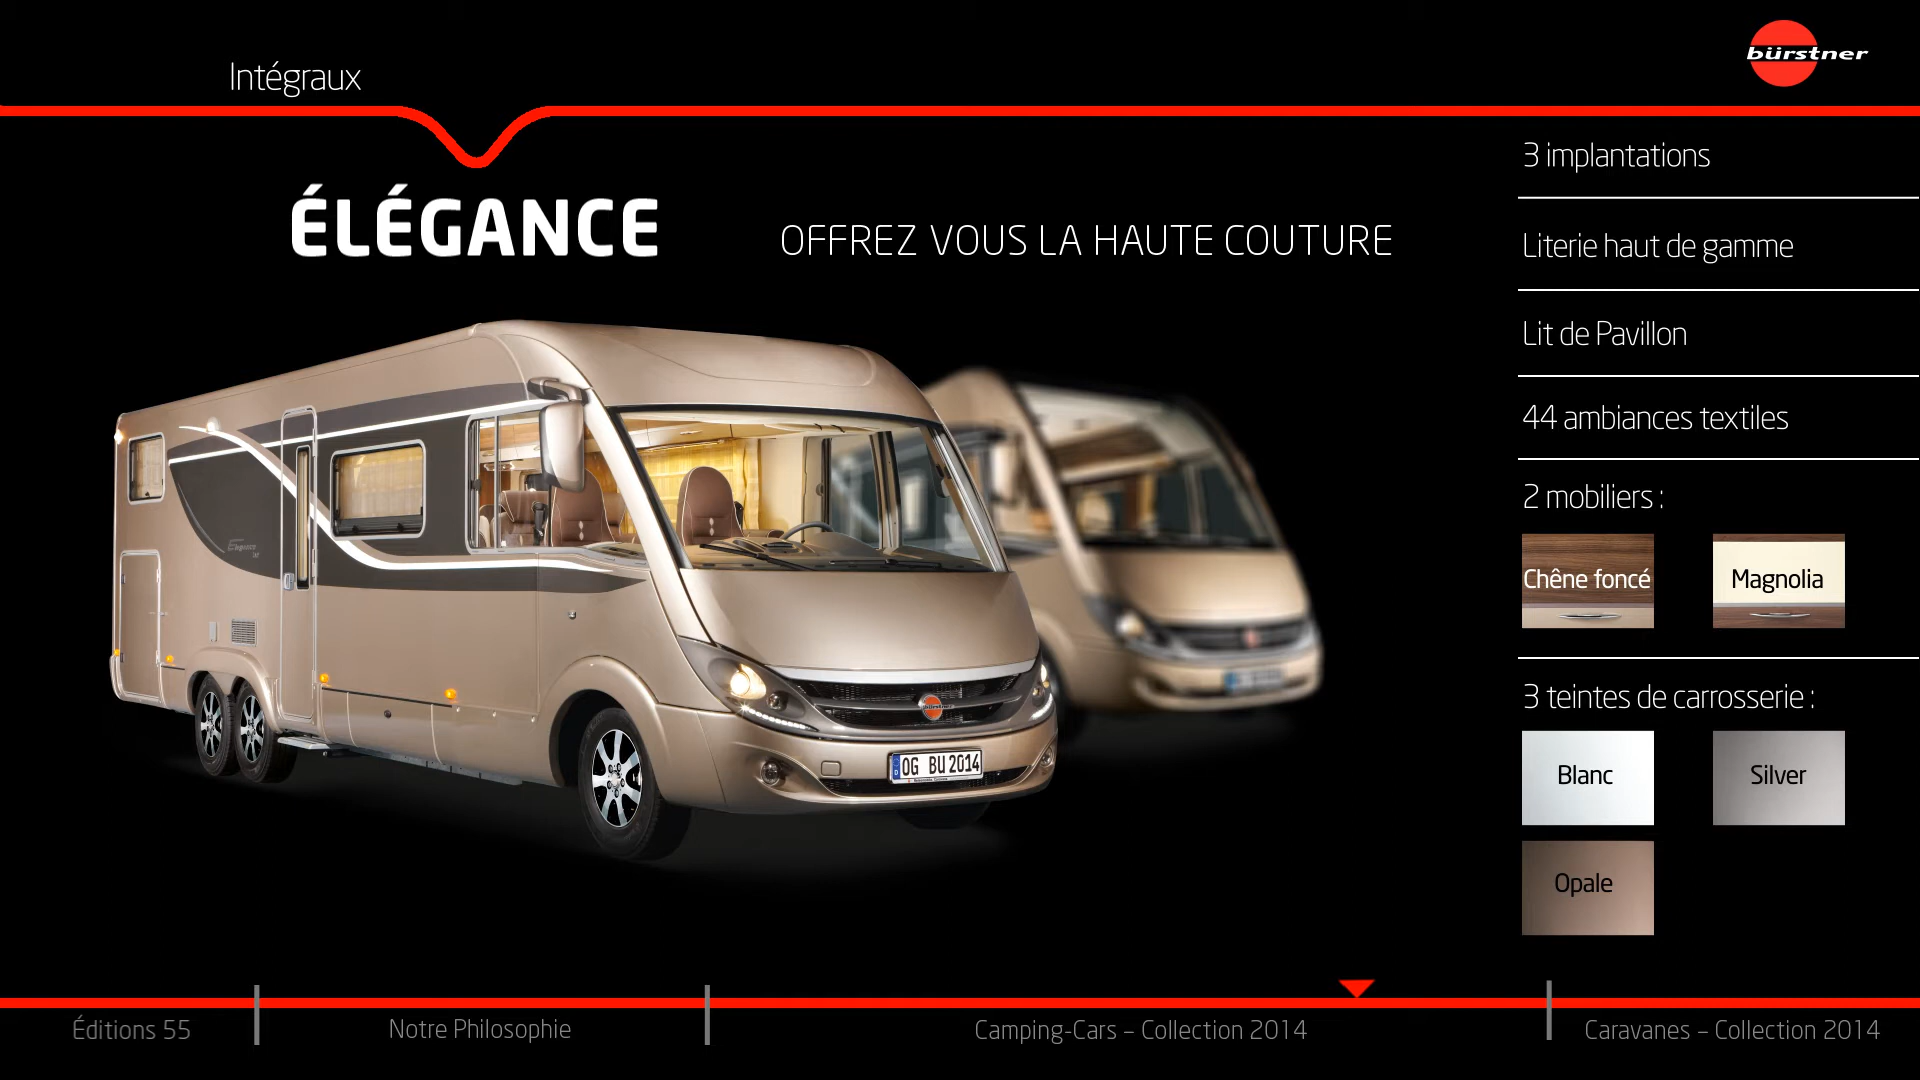 Intégraux
bürstner
ÉLÉGANCE
OFFREZ VOUS LA HAUTE COUTURE
3 implantations
Literie haut de gamme
Lit de Pavillon
44 ambiances textiles
2 mobiliers :
Chêne foncé
Magnolia
3 teintes de carrosserie :
Blanc
Silver
Opale
Elegance
bürstner
OG BU 2014
Éditions 55
Notre Philosophie
Camping-Cars – Collection 2014
Caravanes – Collection 2014